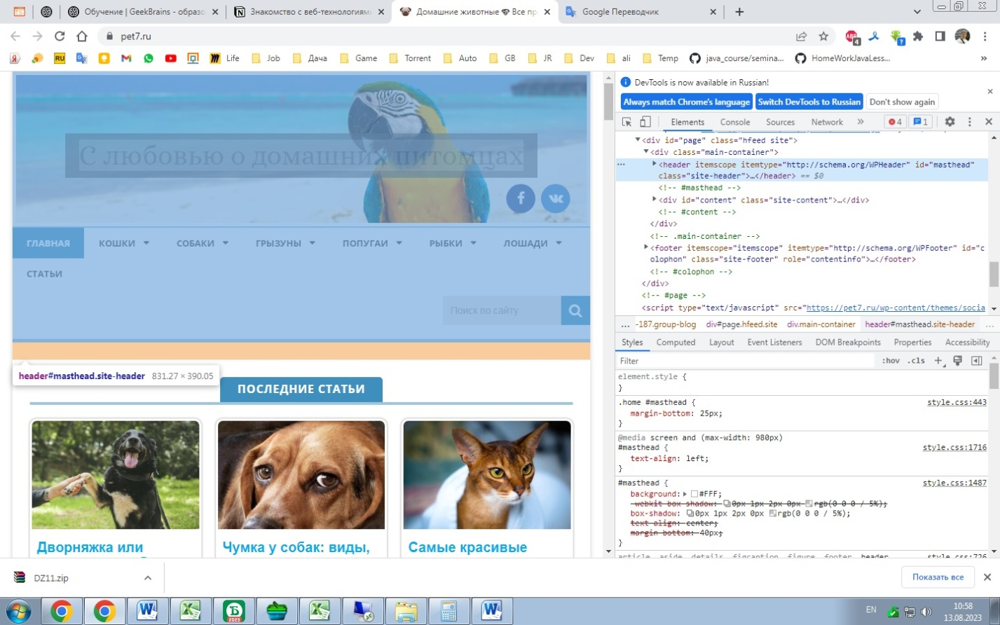 Обучение | GeekBrains - образо
Знакомство с веб-технологиями
Домашние животные 💎 Все пр
Google Переводчик
pet7.ru
ABP
4
?
Я
RU
Life
Job
Дача
Game
Torrent
Auto
GB
JR
Dev
ali
Temp
java_course/semina...
HomeWorkJavaLess...
»
С любовью о домашних питомцах
ГЛАВНАЯ
КОШКИ
СОБАКИ
ГРЫЗУНЫ
ПОПУГАИ
РЫБКИ
ЛОШАДИ
СТАТЬИ
Поиск по сайту
header#masthead.site-header 831.27 × 390.05
ПОСЛЕДНИЕ СТАТЬИ
Дворняжка или
Чумка у собак: виды,
Самые красивые
DevTools is now available in Russian!
Always match Chrome's language
Switch DevTools to Russian
Don't show again
Elements
Console
Sources
Network
»
4
1
<div id="page" class="hfeed site">
<div class="main-container">
<header itemscope itemtype="http://schema.org/WPHeader" id="masthead"
class="site-header">…</header> == $0
<!-- #masthead -->
<div id="content" class="site-content">…</div>
<!-- #content -->
</div>
<!-- .main-container -->
<footer itemscope="itemscope" itemtype="http://schema.org/WPFooter" id="c
olophon" class="site-footer" role="contentinfo">…</footer>
<!-- #colophon -->
</div>
<!-- #page -->
<script type="text/javascript" src="https://pet7.ru/wp-content/themes/socia
... -187.group-blog div#page.hfeed.site div.main-container header#masthead.site-header ...
Styles
Computed
Layout
Event Listeners
DOM Breakpoints
Properties
Accessibility
Filter
:hov .cls +
element.style {
}
.home #masthead {
style.css:443
margin-bottom: 25px;
}
@media screen and (max-width: 980px)
#masthead {
style.css:1716
text-align: left;
}
#masthead {
style.css:1487
background: #FFF;
-webkit-box-shadow: 0px 1px 2px 0px rgb(0 0 0 / 5%);
box-shadow: 0px 1px 2px 0px rgb(0 0 0 / 5%);
text-align: center;
margin-bottom: 40px;
}
article, aside, details, figcaption, figure, footer, header,
style.css:726
DZ11.zip
Показать все
2023
EN
10:58
13.08.2023